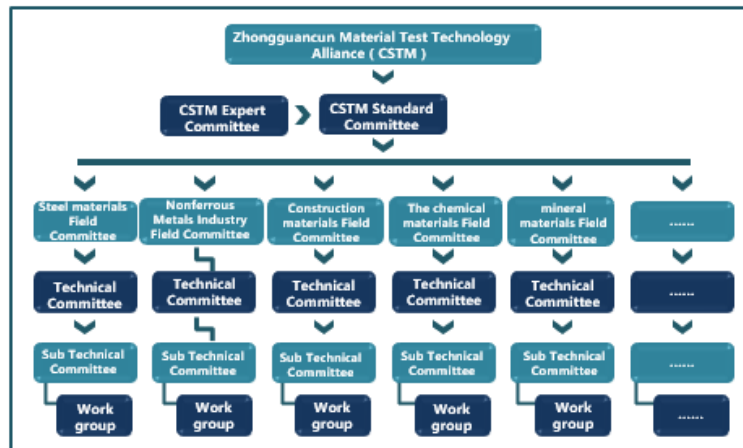 Zhongguancun Material Test Technology
Alliance ( CSTM )
CSTM Expert
Committee
CSTM Standard
Committee
Steel materials
Field
Committee
Nonferrous
Metals Industry
Field Committee
Construction
materials Field
Committee
The chemical
materials Field
Committee
mineral
materials Field
Committee
......
Technical
Committee
Technical
Committee
Technical
Committee
Technical
Committee
Technical
Committee
......
Sub Technical
Committee
Sub Technical
Committee
Sub Technical
Committee
Sub Technical
Committee
Sub Technical
Committee
......
Work
group
Work
group
Work
group
Work
group
Work
group
......